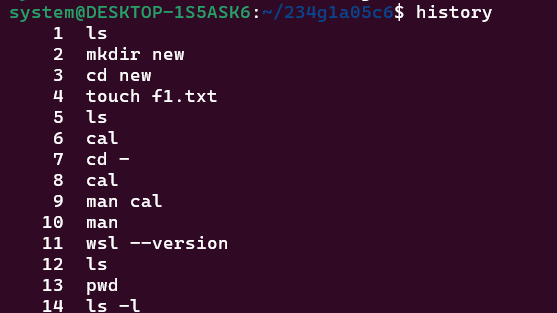 system@DESKTOP-1S5ASK6:~/234g1a05c6$ history
1 ls
2 mkdir new
3 cd new
4 touch f1.txt
5 ls
6 cal
7 cd -
8 cal
9 man cal
10 man
11 wsl --version
12 ls
13 pwd
14 ls -l